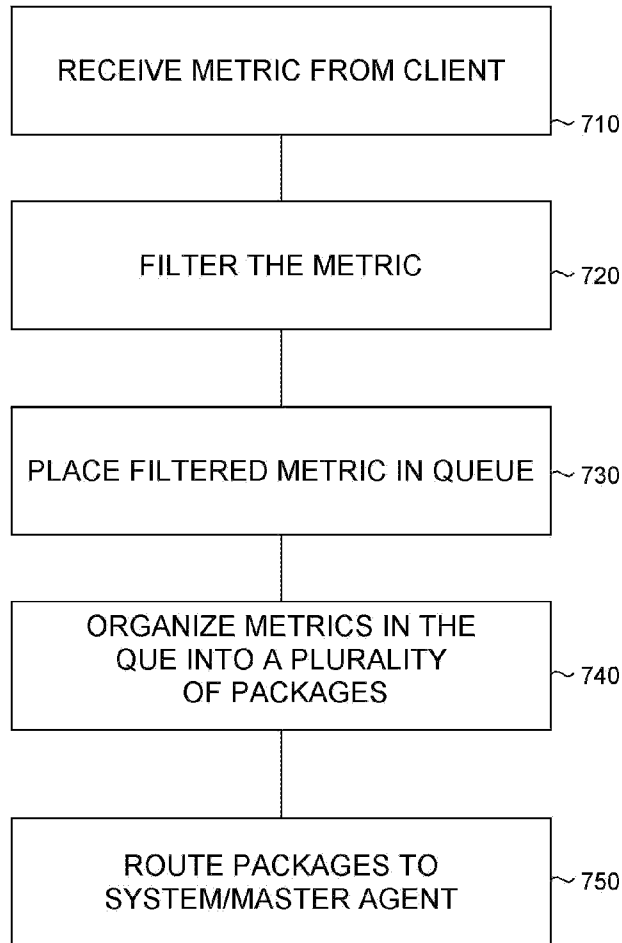 RECEIVE METRIC FROM CLIENT
710
FILTER THE METRIC
720
PLACE FILTERED METRIC IN QUEUE
730
ORGANIZE METRICS IN THE
QUE INTO A PLURALITY
OF PACKAGES
740
ROUTE PACKAGES TO
SYSTEM/MASTER AGENT
750